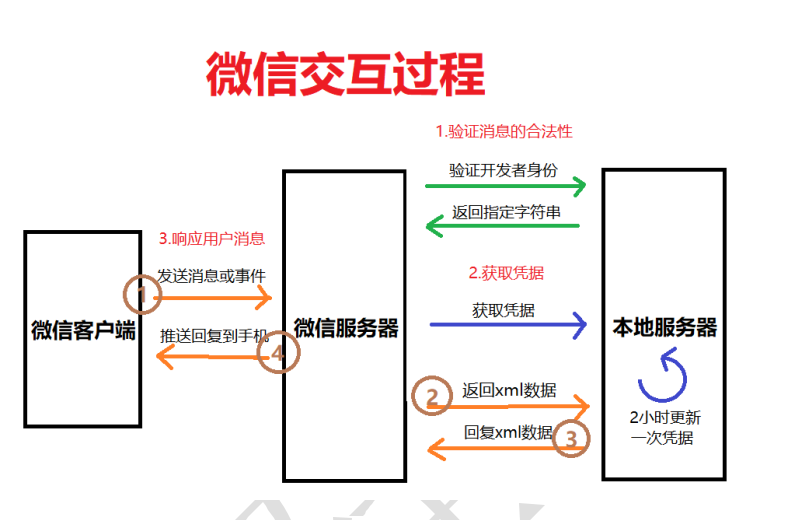 微信交互过程
1.验证消息的合法性
验证开发者身份
返回指定字符串
3.响应用户消息
发送消息或事件
1
2.获取凭据
获取凭据
微信客户端
推送回复到手机
4
微信服务器
本地服务器
2
返回xml数据
回复xml数据
3
2小时更新
一次凭据